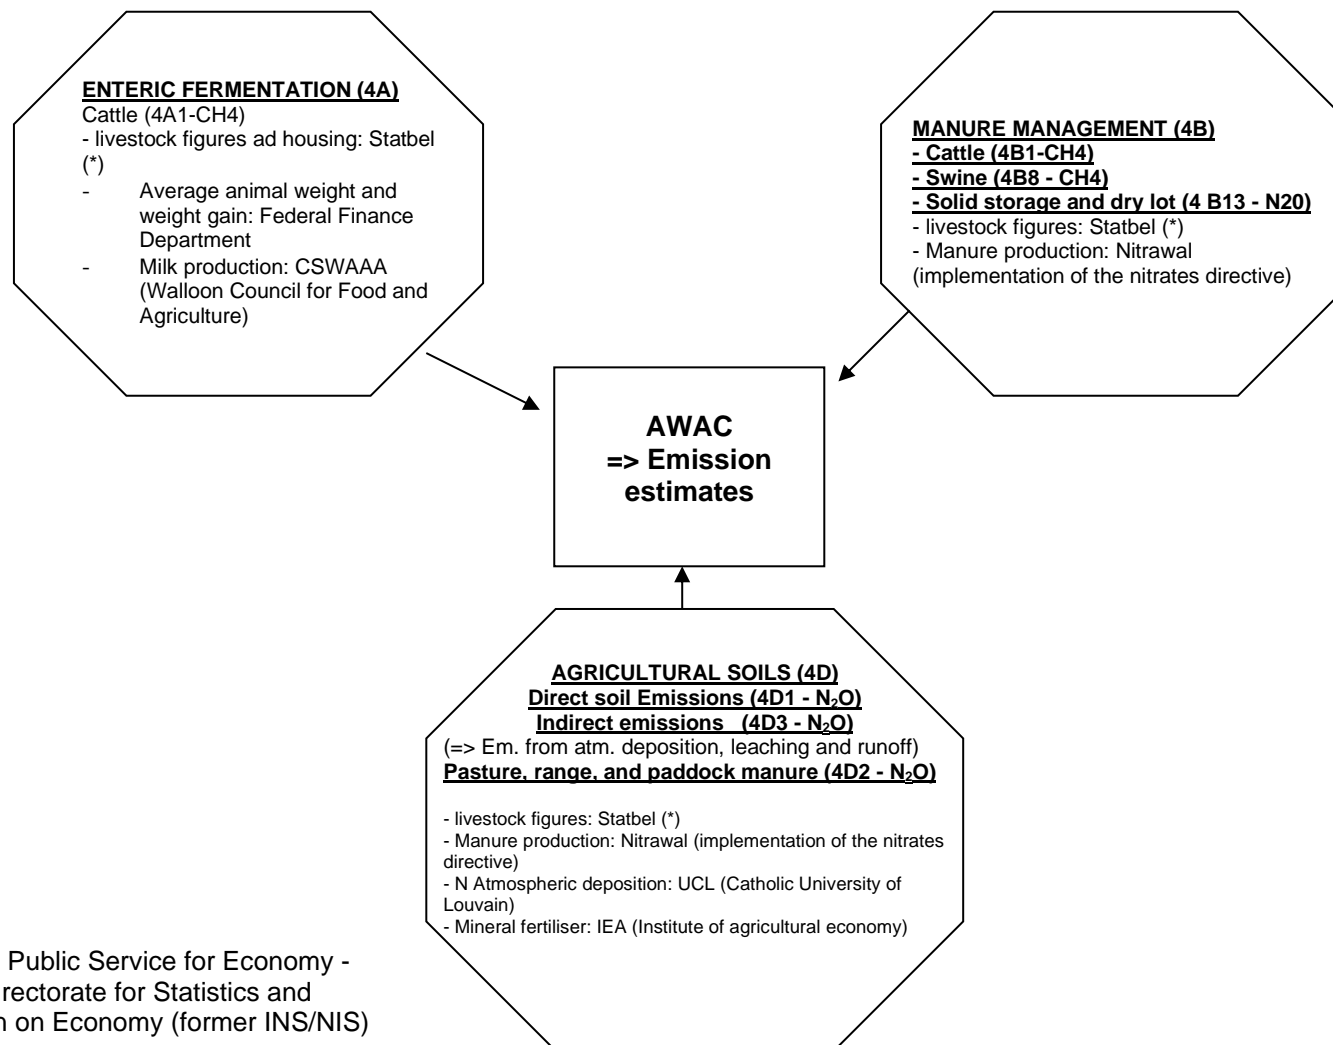 ENTERIC FERMENTATION (4A)
Cattle (4A1-CH4)
- livestock figures ad housing: Statbel
(*)
- Average animal weight and
weight gain: Federal Finance
Department
- Milk production: CSWAAA
(Walloon Council for Food and
Agriculture)
MANURE MANAGEMENT (4B)
- Cattle (4B1-CH4)
- Swine (4B8 - CH4)
- Solid storage and dry lot (4 B13 - N20)
- livestock figures: Statbel (*)
- Manure production: Nitrawal
(implementation of the nitrates directive)
AWAC
=> Emission
estimates
AGRICULTURAL SOILS (4D)
Direct soil Emissions (4D1 - N₂O)
Indirect emissions (4D3 - N₂O)
(=> Em. from atm. deposition, leaching and runoff)
Pasture, range, and paddock manure (4D2 - N₂O)
- livestock figures: Statbel (*)
- Manure production: Nitrawal (implementation of the nitrates
directive)
- N Atmospheric deposition: UCL (Catholic University of
Louvain)
- Mineral fertiliser: IEA (Institute of agricultural economy)
Public Service for Economy -
rectorate for Statistics and
n on Economy (former INS/NIS)